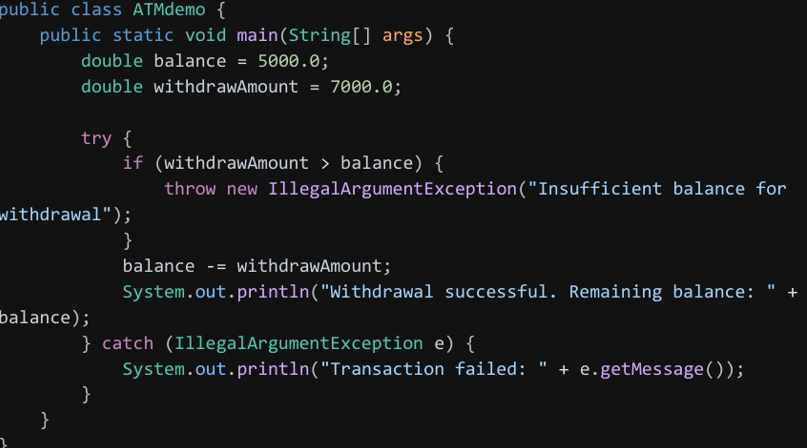 public class ATMdemo {
    public static void main(String[] args) {
        double balance = 5000.0;
        double withdrawAmount = 7000.0;

        try {
            if (withdrawAmount > balance) {
                throw new IllegalArgumentException("Insufficient balance for
withdrawal");
            }
            balance -= withdrawAmount;
            System.out.println("Withdrawal successful. Remaining balance: " +
balance);
        } catch (IllegalArgumentException e) {
            System.out.println("Transaction failed: " + e.getMessage());
        }
    }
}